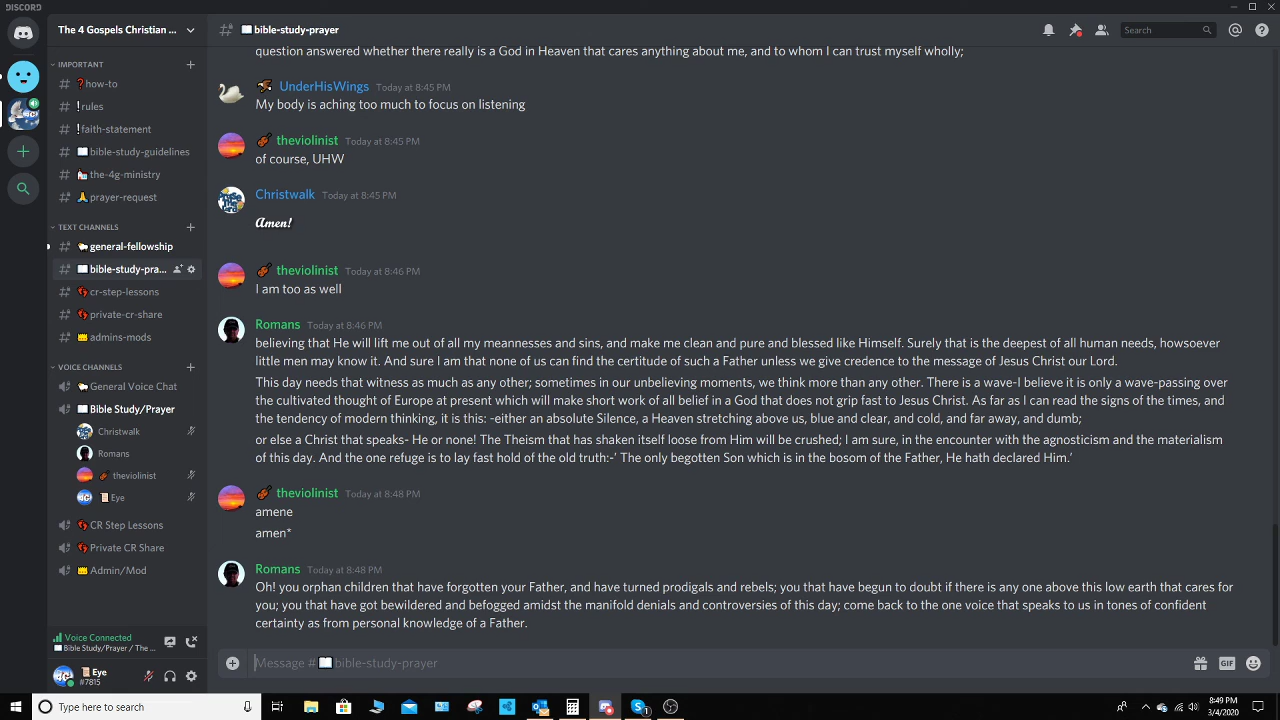 DISCORD
The 4 Gospels Christian ...
IMPORTANT
how-to
rules
faith-statement
bible-study-guidelines
the-4g-ministry
prayer-request
TEXT CHANNELS
general-fellowship
bible-study-pra...
cr-step-lessons
private-cr-share
admins-mods
VOICE CHANNELS
General Voice Chat
Bible Study/Prayer
Christwalk
Romans
theviolinist
Eye
CR Step Lessons
Private CR Share
Admin/Mod
Voice Connected
Bible Study/Prayer / The ...
Eye
#7815
bible-study-prayer
Search
question answered whether there really is a God in Heaven that cares anything about me, and to whom I can trust myself wholly;
UnderHisWings Today at 8:45 PM
My body is aching too much to focus on listening
theviolinist Today at 8:45 PM
of course, UHW
Christwalk Today at 8:45 PM
Amen!
theviolinist Today at 8:46 PM
I am too as well
Romans Today at 8:46 PM
believing that He will lift me out of all my meannesses and sins, and make me clean and pure and blessed like Himself. Surely that is the deepest of all human needs, howsoever
little men may know it. And sure I am that none of us can find the certitude of such a Father unless we give credence to the message of Jesus Christ our Lord.
This day needs that witness as much as any other; sometimes in our unbelieving moments, we think more than any other. There is a wave-I believe it is only a wave-passing over
the cultivated thought of Europe at present which will make short work of all belief in a God that does not grip fast to Jesus Christ. As far as I can read the signs of the times, and
the tendency of modern thinking, it is this: -either an absolute Silence, a Heaven stretching above us, blue and clear, and cold, and far away, and dumb;
or else a Christ that speaks- He or none! The Theism that has shaken itself loose from Him will be crushed; I am sure, in the encounter with the agnosticism and the materialism
of this day. And the one refuge is to lay fast hold of the old truth:-' The only begotten Son which is in the bosom of the Father, He hath declared Him.'
theviolinist Today at 8:48 PM
amene
amen*
Romans Today at 8:48 PM
Oh! you orphan children that have forgotten your Father, and have turned prodigals and rebels; you that have begun to doubt if there is any one above this low earth that cares for
you; you that have got bewildered and befogged amidst the manifold denials and controversies of this day; come back to the one voice that speaks to us in tones of confident
certainty as from personal knowledge of a Father.
Message # bible-study-prayer
GIF
Type here to search
8:49 PM
3/4/2020